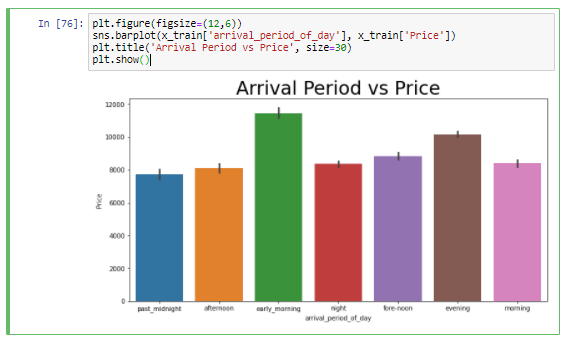 In [76]: plt.figure(figsize=(12,6))
sns.barplot(x_train['arrival_period_of_day'], x_train['Price'])
plt.title('Arrival Period vs Price', size=30)
plt.show()
Arrival Period vs Price
12000
10000
8000
6000
4000
2000
0
Price
past_midnight afternoon early_morning night fore-noon evening morning
arrival_period_of_day